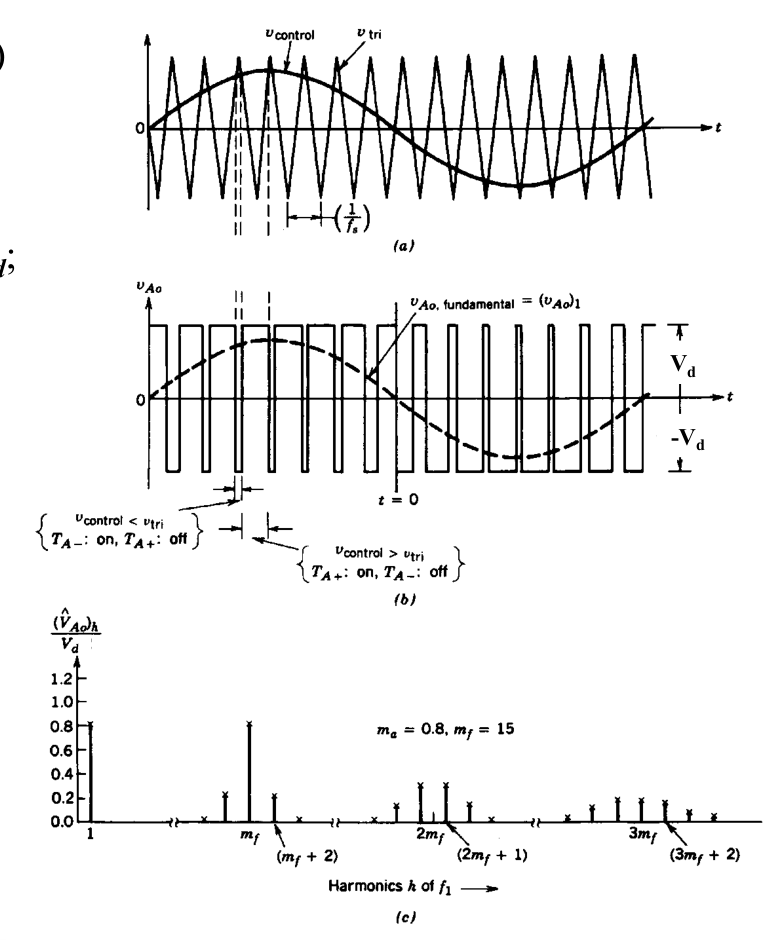 )
υcontrol
υ tri
0
t
(1/fs)
(a)
d;
υAo
υAo, fundamental = (υAo)1
0
t
Vd
-Vd
t = 0
{ υcontrol < υtri
TA−: on, TA+: off }
{ υcontrol > υtri
TA+: on, TA−: off }
(b)
(V̂Ao)h
Vd
1.2
1.0
0.8
0.6
0.4
0.2
0.0
ma = 0.8, mf = 15
1
mf
2mf
3mf
(mf + 2)
(2mf + 1)
(3mf + 2)
Harmonics h of f1
(c)